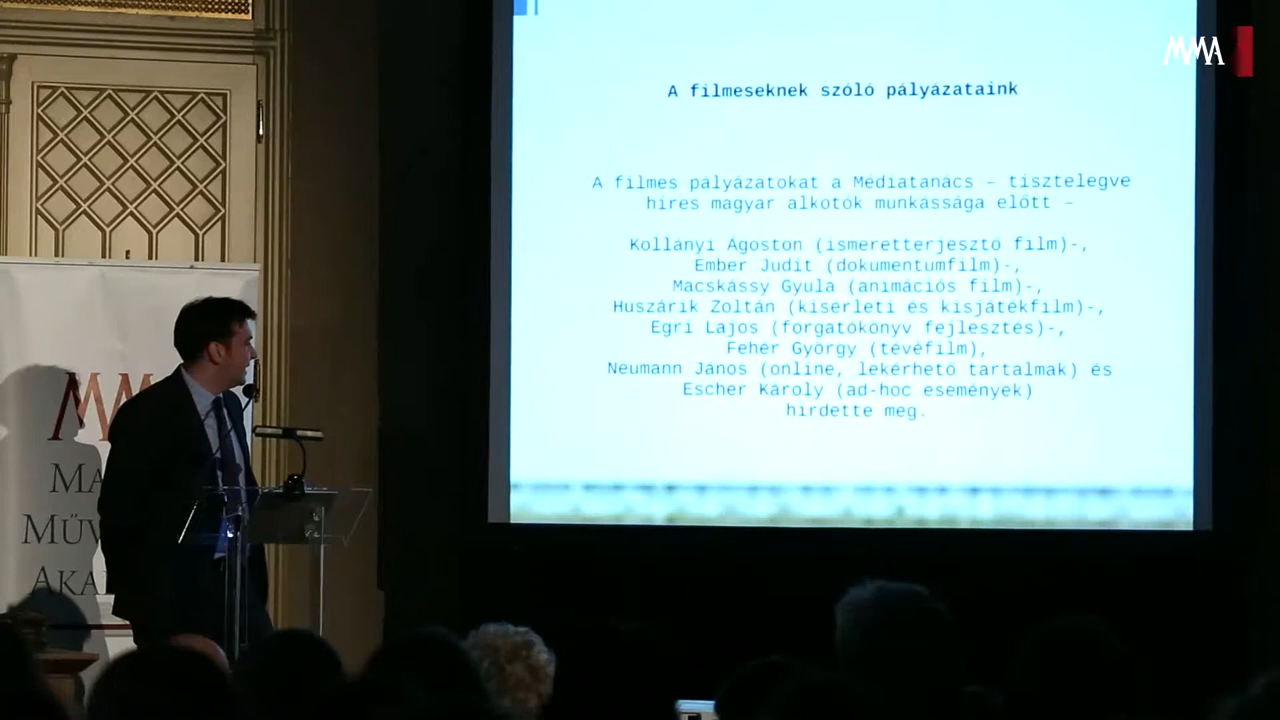 MMA
A filmeseknek szóló pályázataink
A filmes pályázatokat a Médiatanács – tisztelegve
híres magyar alkotók munkássága előtt –
Kollányi Ágoston (ismeretterjesztő film)-,
Ember Judit (dokumentumfilm)-,
Macskássy Gyula (animációs film)-,
Huszárik Zoltán (kísérleti és kisjátékfilm)-,
Egri Lajos (forgatókönyv fejlesztés)-,
Fehér György (tévéfilm),
Neumann János (online, lekérhető tartalmak) és
Escher Károly (ad-hoc események)
hirdette meg.
MM
MA
MŰV
AKA